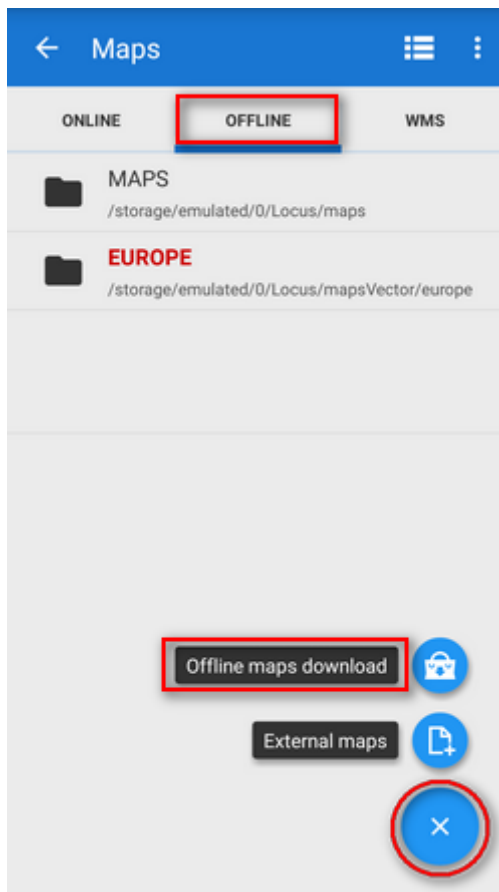 Maps
ONLINE OFFLINE WMS
MAPS
/storage/emulated/0/Locus/maps
EUROPE
/storage/emulated/0/Locus/mapsVector/europe
Offline maps download
External maps